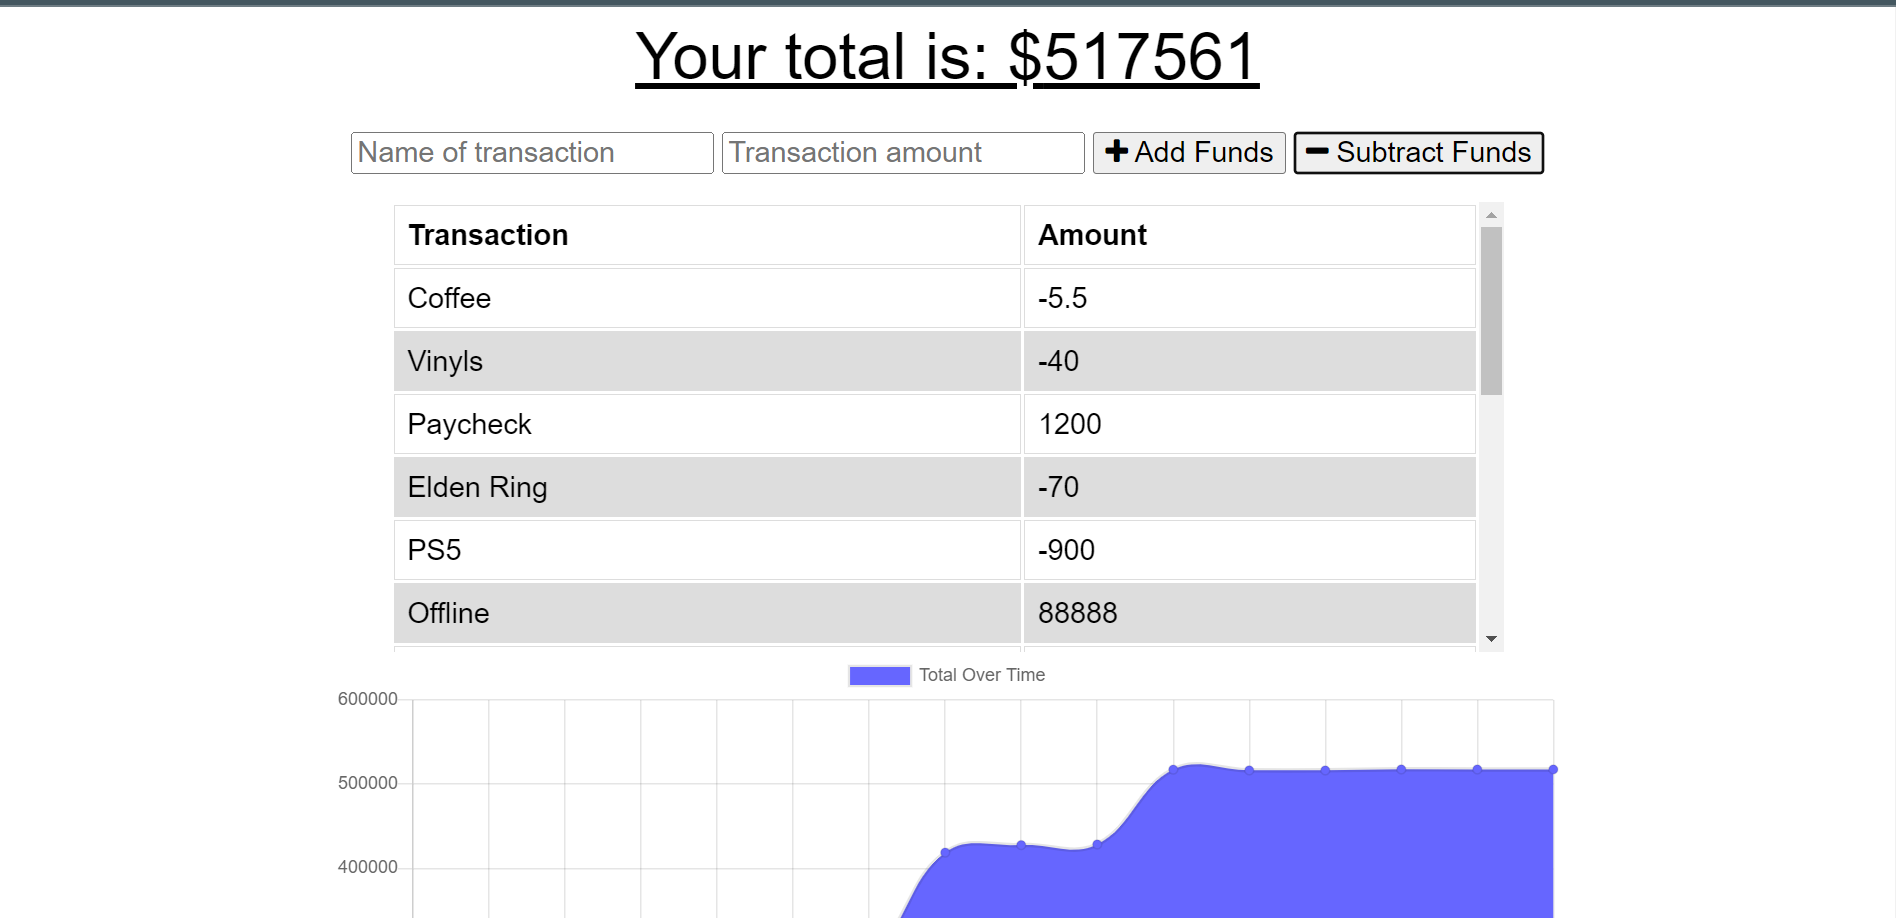 Your total is: $517561
Name of transaction Transaction amount Add Funds Subtract Funds
Transaction Amount
Coffee -5.5
Vinyls -40
Paycheck 1200
Elden Ring -70
PS5 -900
Offline 88888
Total Over Time
600000
500000
400000